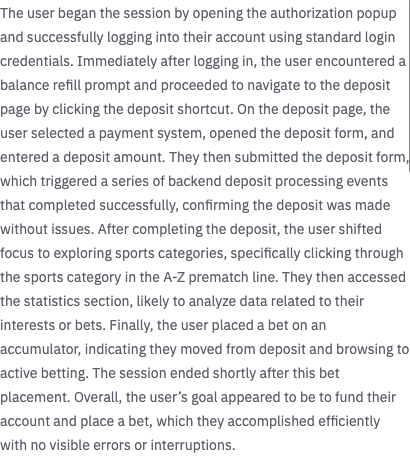 The user began the session by opening the authorization popup
and successfully logging into their account using standard login
credentials. Immediately after logging in, the user encountered a
balance refill prompt and proceeded to navigate to the deposit
page by clicking the deposit shortcut. On the deposit page, the
user selected a payment system, opened the deposit form, and
entered a deposit amount. They then submitted the deposit form,
which triggered a series of backend deposit processing events
that completed successfully, confirming the deposit was made
without issues. After completing the deposit, the user shifted
focus to exploring sports categories, specifically clicking through
the sports category in the A-Z prematch line. They then accessed
the statistics section, likely to analyze data related to their
interests or bets. Finally, the user placed a bet on an
accumulator, indicating they moved from deposit and browsing to
active betting. The session ended shortly after this bet
placement. Overall, the user's goal appeared to be to fund their
account and place a bet, which they accomplished efficiently
with no visible errors or interruptions.